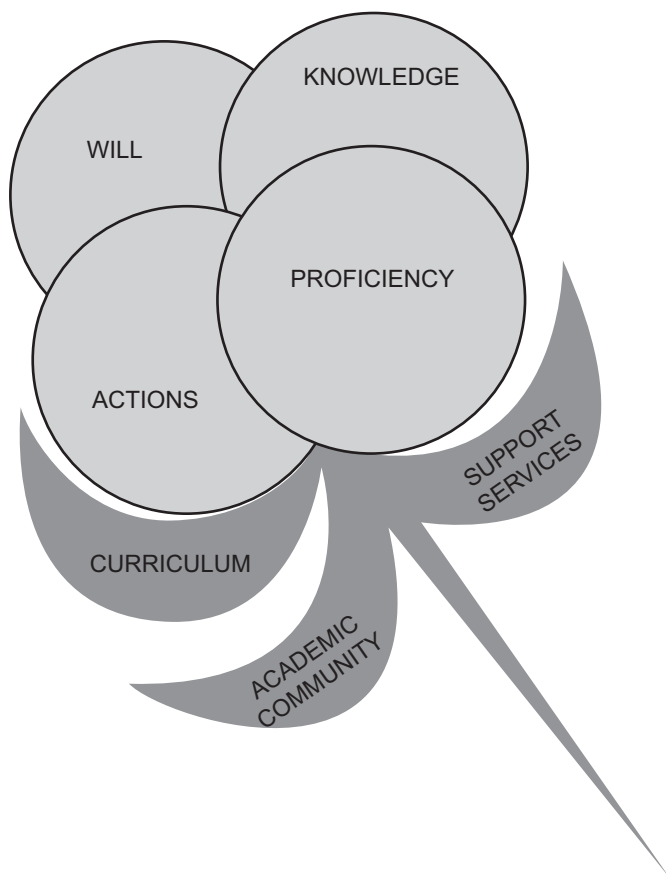 KNOWLEDGE
WILL
PROFICIENCY
ACTIONS
SUPPORT
SERVICES
CURRICULUM
ACADEMIC
COMMUNITY